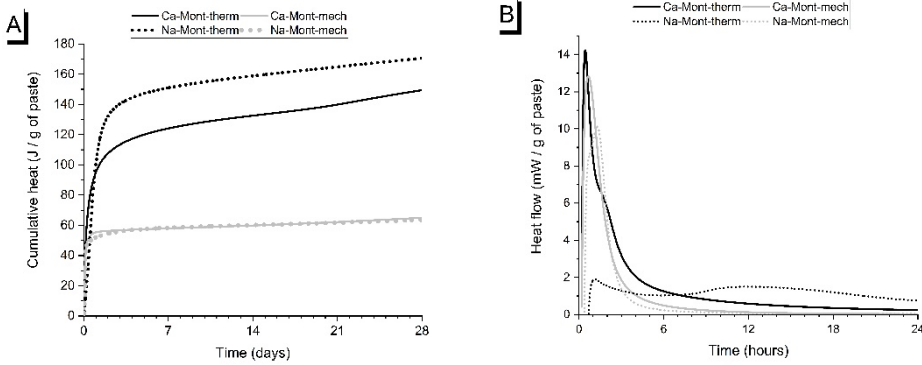 A
Ca-Mont-therm Ca-Mont-mech
Na-Mont-therm Na-Mont-mech
180
160
140
120
100
80
60
40
20
0
Cumulative heat (J / g of paste)
0 7 14 21 28
Time (days)
B
Ca-Mont-therm Ca-Mont-mech
Na-Mont-therm Na-Mont-mech
14
12
10
8
6
4
2
0
Heat flow (mW / g of paste)
0 6 12 18 24
Time (hours)